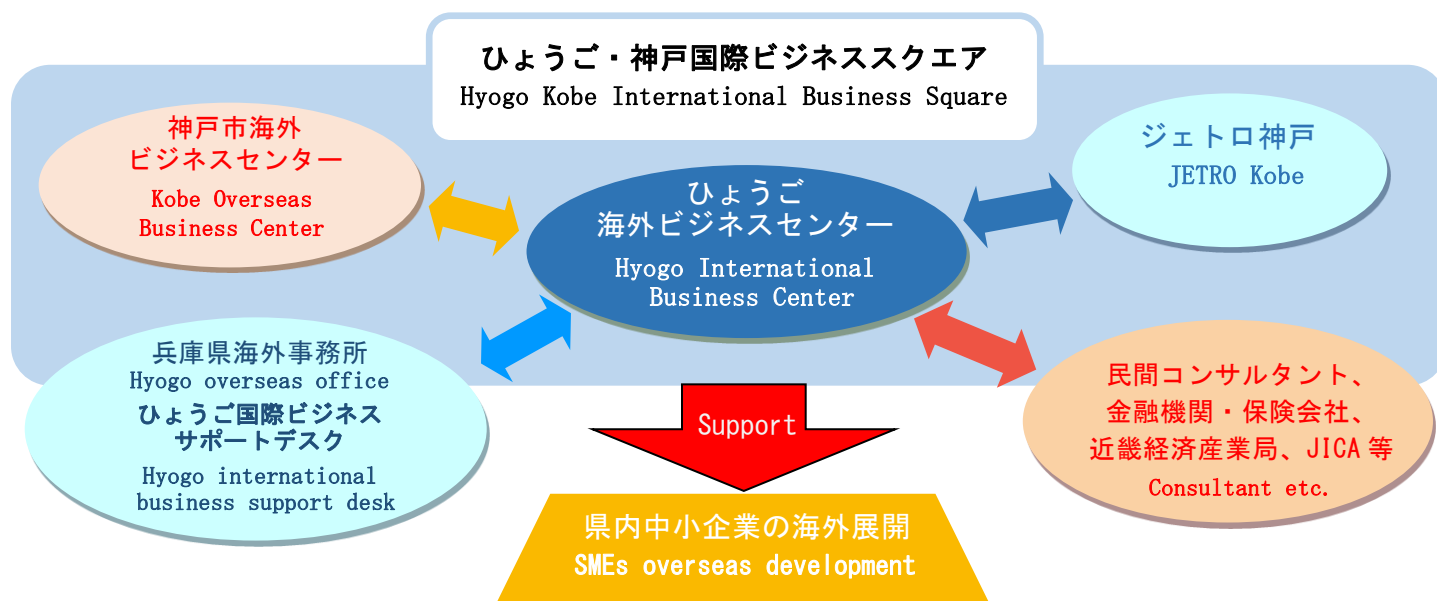 ひょうご・神戸国際ビジネススクエア
Hyogo Kobe International Business Square
神戸市海外
ビジネスセンター
Kobe Overseas
Business Center
ひょうご
海外ビジネスセンター
Hyogo International
Business Center
ジェトロ神戸
JETRO Kobe
兵庫県海外事務所
Hyogo overseas office
ひょうご国際ビジネス
サポートデスク
Hyogo international
business support desk
民間コンサルタント、
金融機関・保険会社、
近畿経済産業局、JICA 等
Consultant etc.
Support
県内中小企業の海外展開
SMEs overseas development